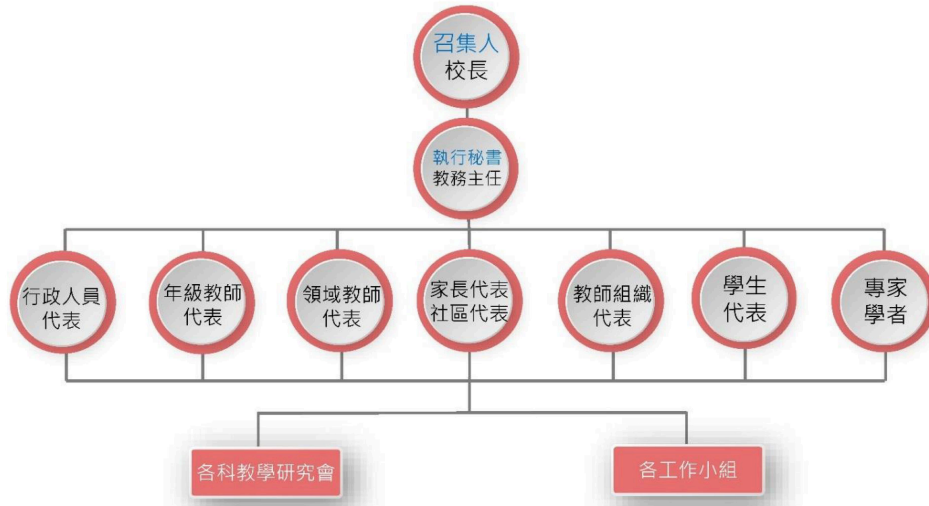 召集人
校長
執行秘書
教務主任
行政人員
代表
年級教師
代表
領域教師
代表
家長代表
社區代表
教師組織
代表
學生
代表
專家
學者
各科教學研究會
各工作小組